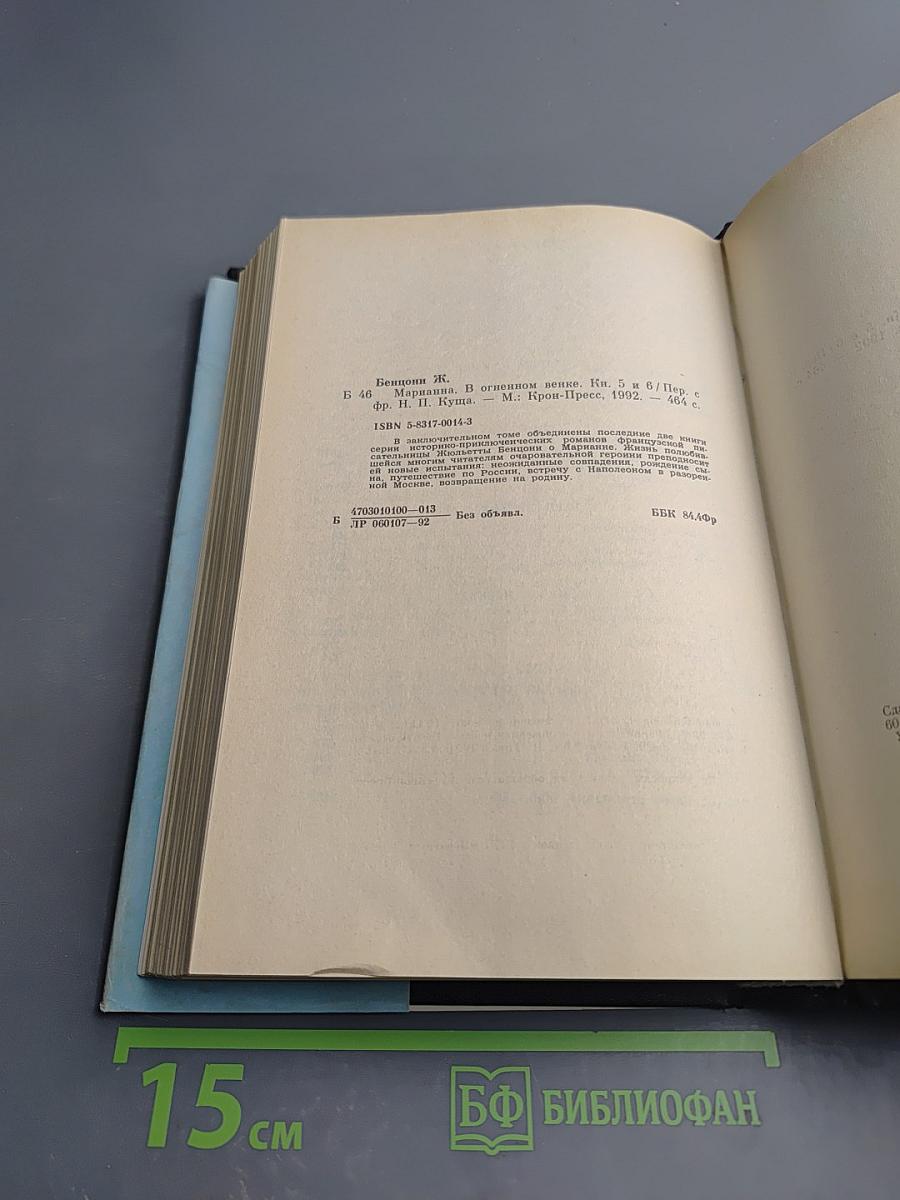 Бенцони Ж.
Б 46 Марианна. В огненном венке. Кн. 5 и 6 / Пер. с
фр. Н. П. Куща. — М.: Крон-Пресс, 1992. — 464 с.
ISBN 5-8317-0014-3
В заключительном томе объединены последние две книги
серии историко-приключенческих романов французской пи-
сательницы Жюльетты Бенцони о Марианне. Жизнь полюбив-
шейся многим читателям очаровательной героини преподносит
ей новые испытания: неожиданные совпадения, рождение сы-
на, путешествие по России, встречу с Наполеоном в разорен-
ной Москве, возвращение на родину.
Б 4703010100—013 Без объявл. ББК 84.4Фр
ЛР 060107—92
60
15 см БФ БИБЛИОФАН